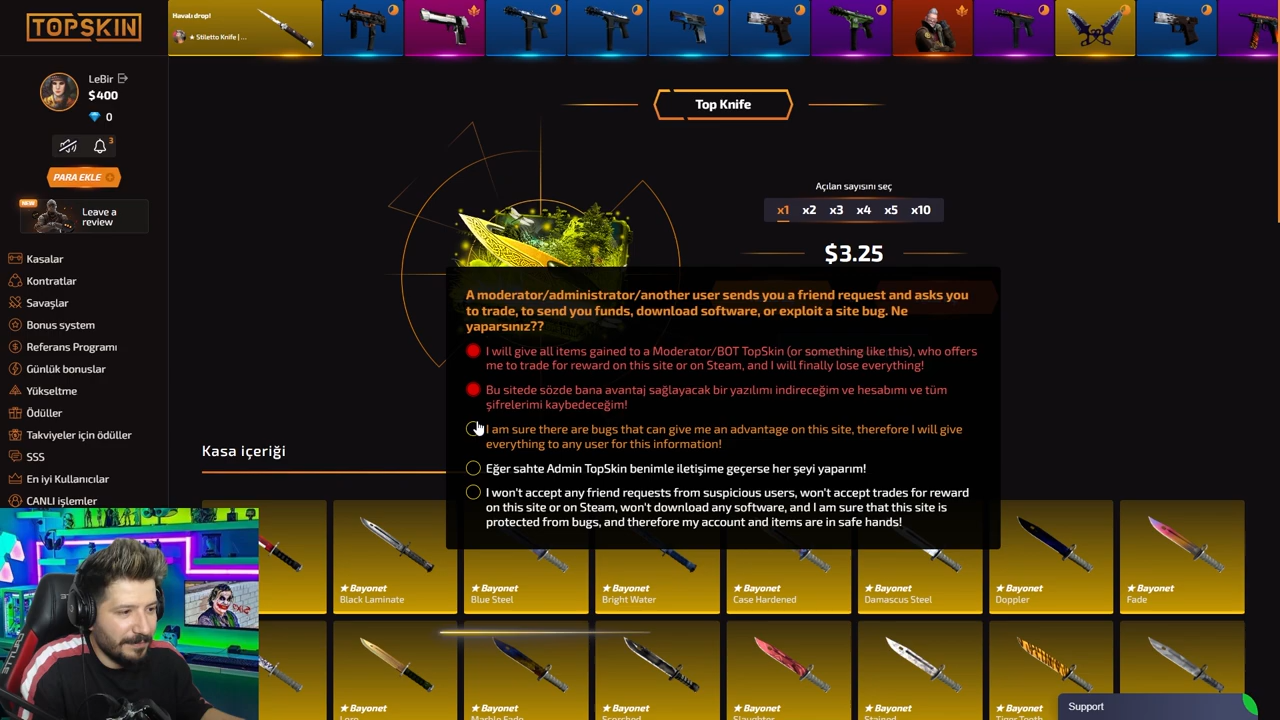 TOPSKIN
Havalı drop!
★ Stiletto Knife | ...
LeBir
$400
0
3
PARA EKLE
NEW
Leave a
review
Kasalar
Kontratlar
Savaşlar
Bonus system
Referans Programı
Günlük bonuslar
Yükseltme
Ödüller
Takviyeler için ödüller
SSS
En iyi Kullanıcılar
CANLI işlemler
Top Knife
Açılan sayısını seç
x1 x2 x3 x4 x5 x10
$3.25
A moderator/administrator/another user sends you a friend request and asks you
to trade, to send you funds, download software, or exploit a site bug. Ne
yaparsınız??
I will give all items gained to a Moderator/BOT TopSkin (or something like this), who offers
me to trade for reward on this site or on Steam, and I will finally lose everything!
Bu sitede sözde bana avantaj sağlayacak bir yazılımı indireceğim ve hesabımı ve tüm
şifrelerimi kaybedeceğim!
I am sure there are bugs that can give me an advantage on this site, therefore I will give
everything to any user for this information!
Eğer sahte Admin TopSkin benimle iletişime geçerse her şeyi yaparım!
I won't accept any friend requests from suspicious users, won't accept trades for reward
on this site or on Steam, won't download any software, and I am sure that this site is
protected from bugs, and therefore my account and items are in safe hands!
Kasa içeriği
★ Bayonet
Black Laminate
★ Bayonet
Blue Steel
★ Bayonet
Bright Water
★ Bayonet
Case Hardened
★ Bayonet
Damascus Steel
★ Bayonet
Doppler
★ Bayonet
Fade
★ Bayonet
Lore
★ Bayonet
Marble Fade
★ Bayonet
Scorched
★ Bayonet
Slaughter
★ Bayonet
Stained
★ Bayonet
Tiger Tooth
★ Bayonet
Support